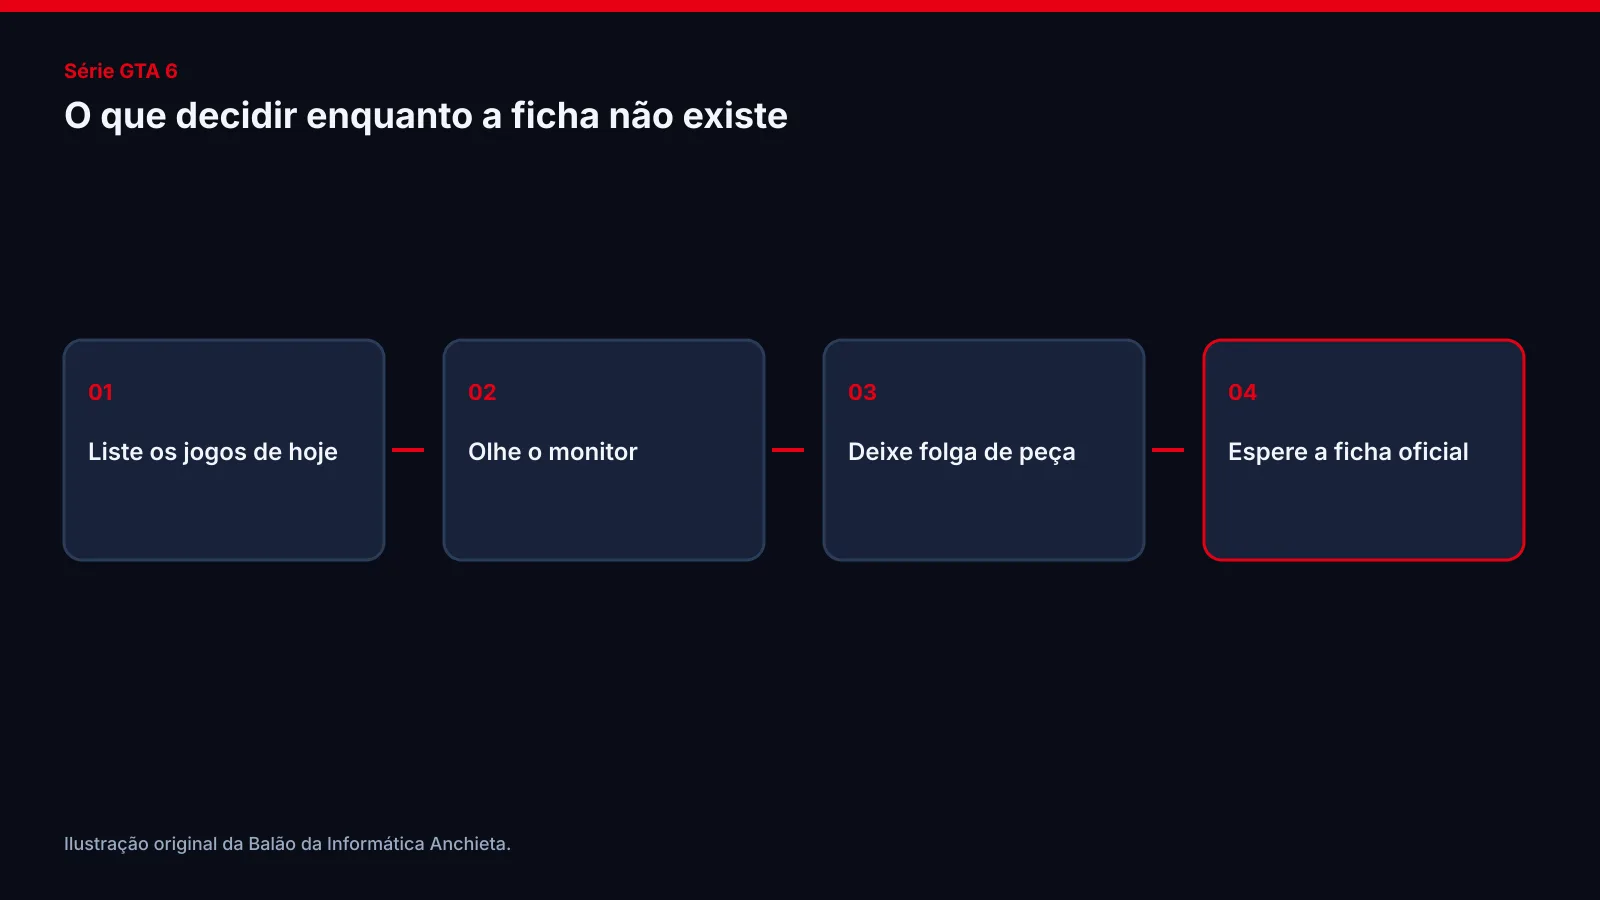 Série GTA 6
O que decidir enquanto a ficha não existe
01
Liste os jogos de hoje
02
Olhe o monitor
03
Deixe folga de peça
04
Espere a ficha oficial
Ilustração original da Balão da Informática Anchieta.